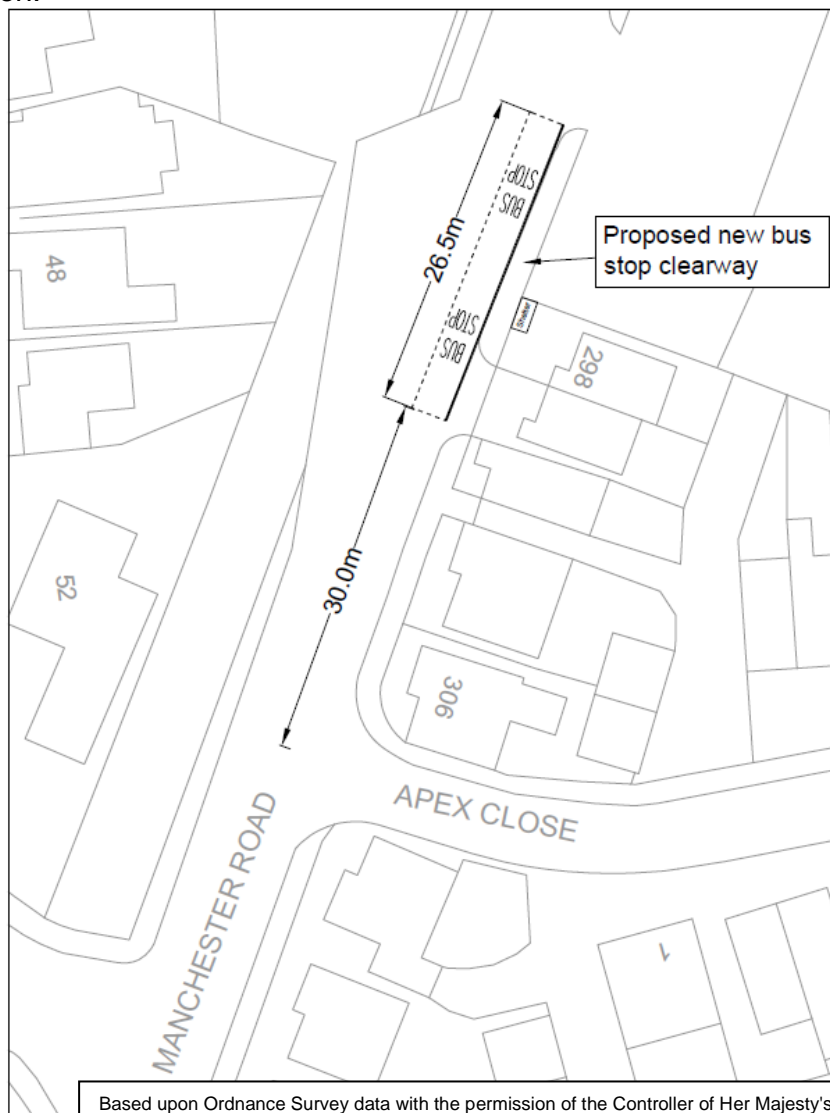 STOP
BUS
26.5m
Proposed new bus
stop clearway
48
Shelter
STOP
BUS
298
30.0m
52
306
APEX CLOSE
MANCHESTER ROAD
1
Based upon Ordnance Survey data with the permission of the Controller of Her Majesty's